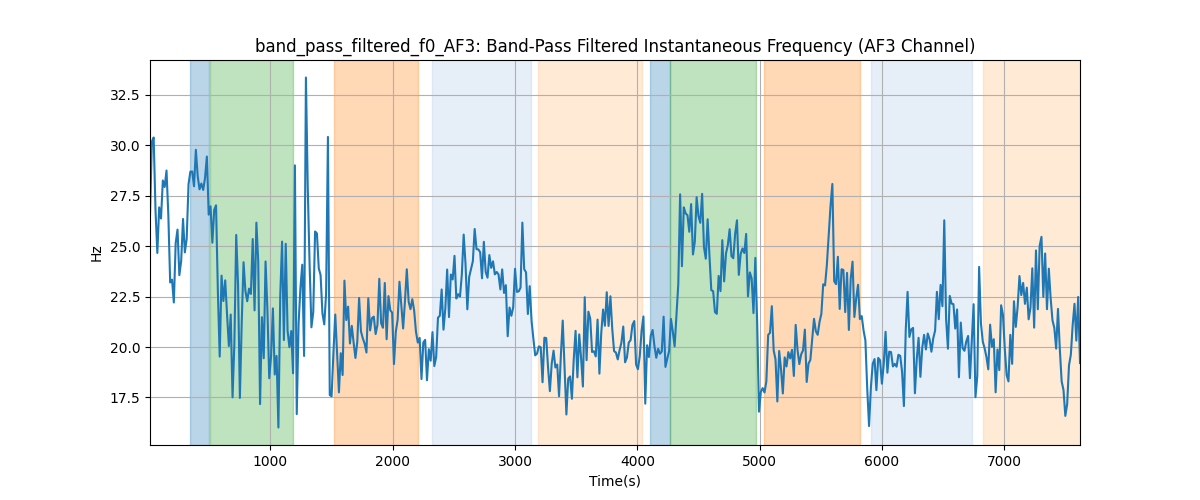 band_pass_filtered_f0_AF3: Band-Pass Filtered Instantaneous Frequency (AF3 Channel)
32.5
30.0
27.5
25.0
22.5
20.0
17.5
Hz
1000 2000 3000 4000 5000 6000 7000
Time(s)